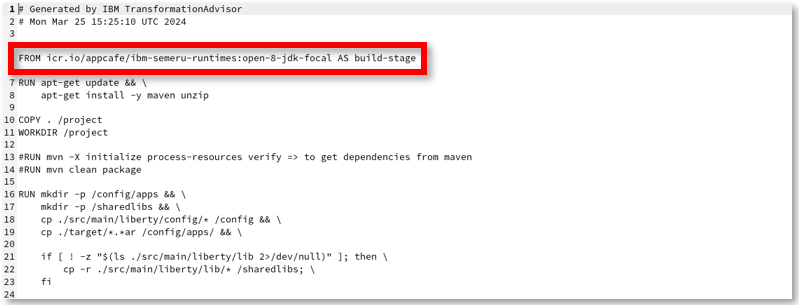 1 # Generated by IBM TransformationAdvisor
2 # Mon Mar 25 15:25:10 UTC 2024
3
FROM icr.io/appcafe/ibm-semeru-runtimes:open-8-jdk-focal AS build-stage
7 RUN apt-get update && \
8     apt-get install -y maven unzip
9
10 COPY . /project
11 WORKDIR /project
12
13 #RUN mvn -X initialize process-resources verify => to get dependencies from maven
14 #RUN mvn clean package
15
16 RUN mkdir -p /config/apps && \
17     mkdir -p /sharedlibs && \
18     cp ./src/main/liberty/config/* /config && \
19     cp ./target/*.*ar /config/apps/ && \
20
21     if [ ! -z "$(ls ./src/main/liberty/lib 2>/dev/null)" ]; then \
22         cp -r ./src/main/liberty/lib/* /sharedlibs; \
23     fi
24